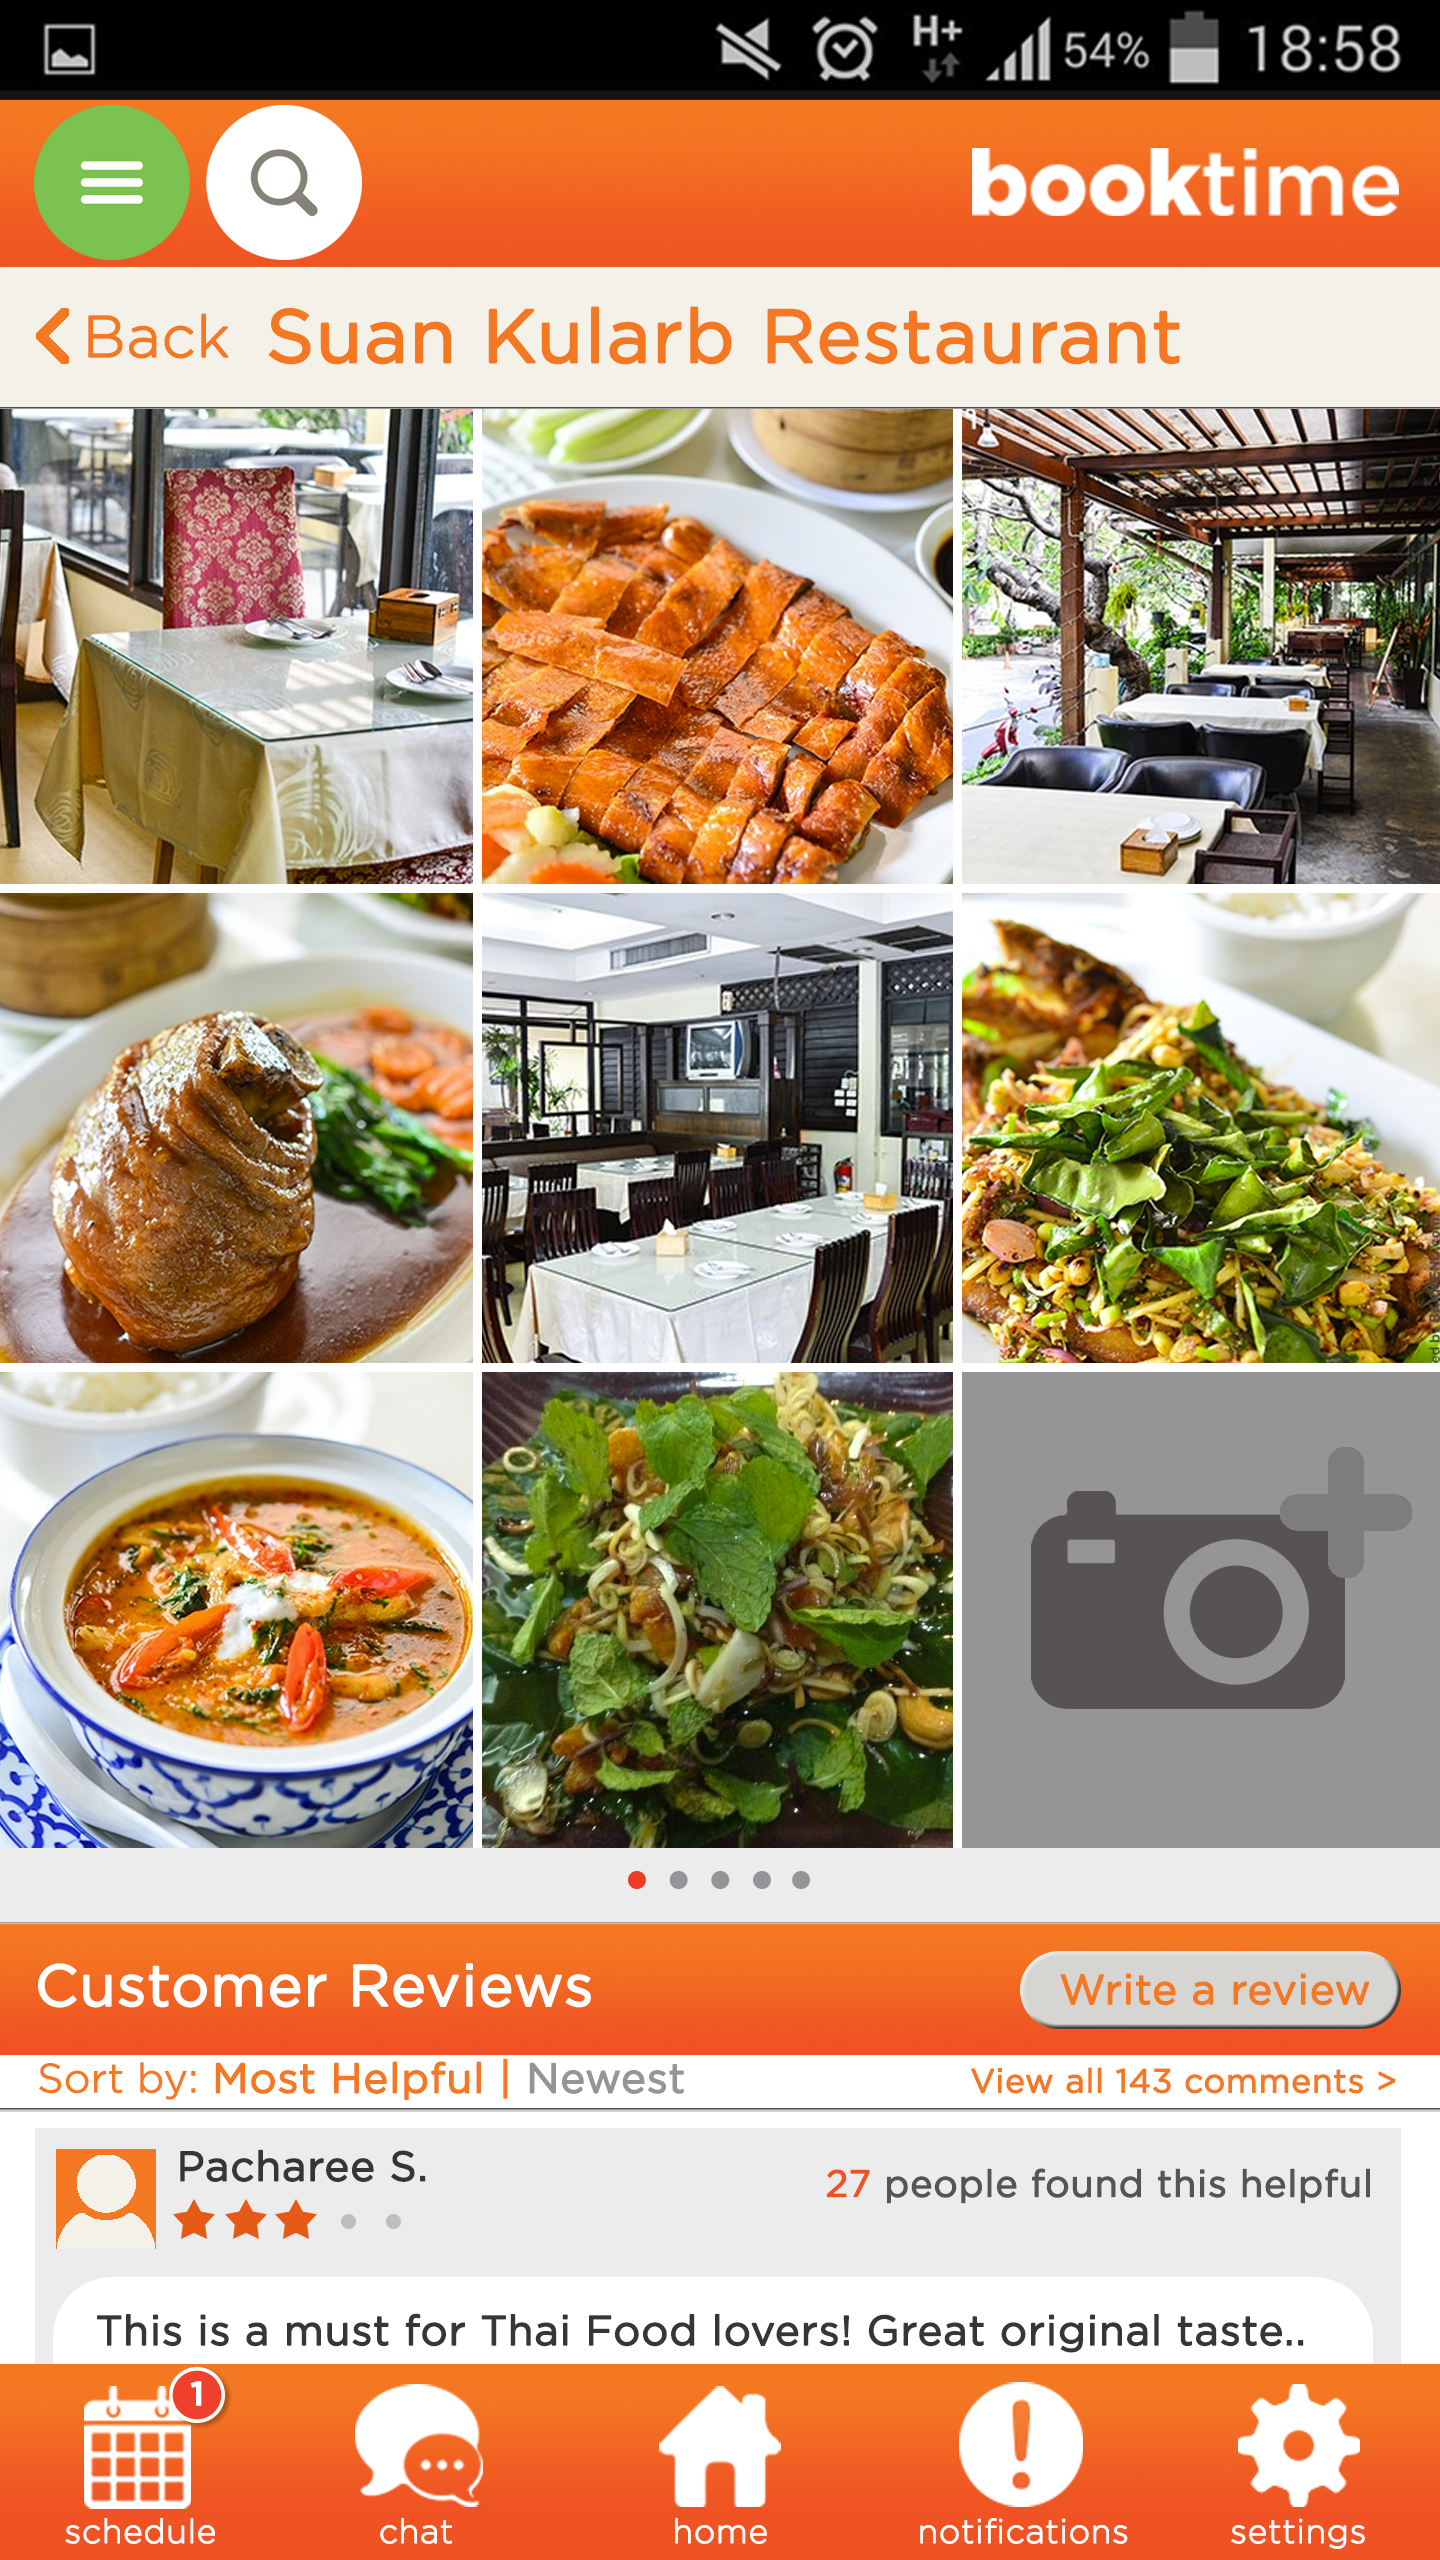 H+
54%
18:58
booktime
Back
Suan Kularb Restaurant
Customer Reviews
Write a review
Sort by: Most Helpful | Newest
View all 143 comments >
Pacharee S.
27 people found this helpful
This is a must for Thai Food lovers! Great original taste..
1
schedule
chat
home
notifications
settings